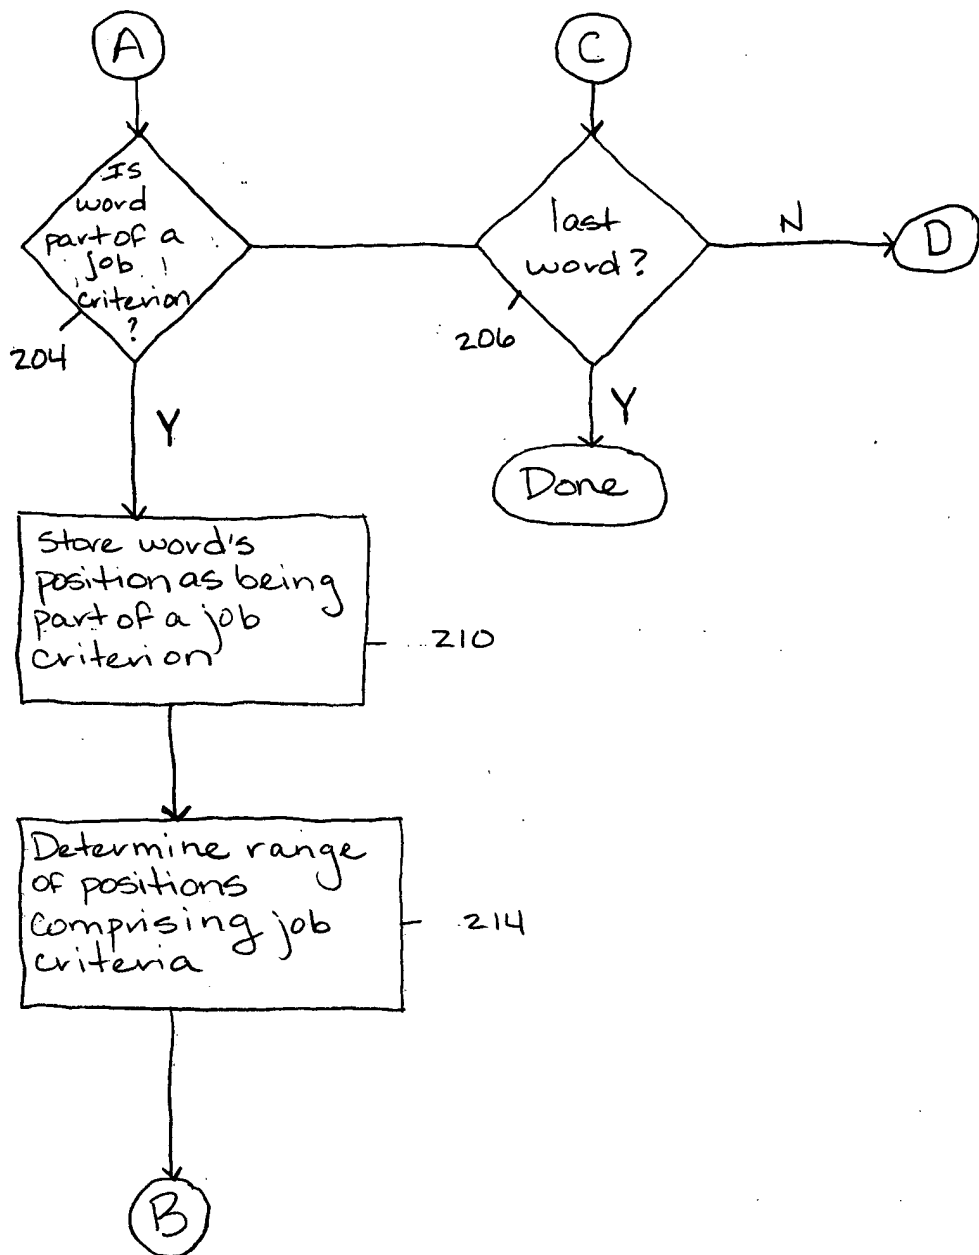 A
C
Is
word
part of a
job
criterion
?
204
last
word?
206
N
D
Y
Y
Done
Store word's
position as being
part of a job
criterion
210
Determine range
of positions
comprising job
criteria
214
B